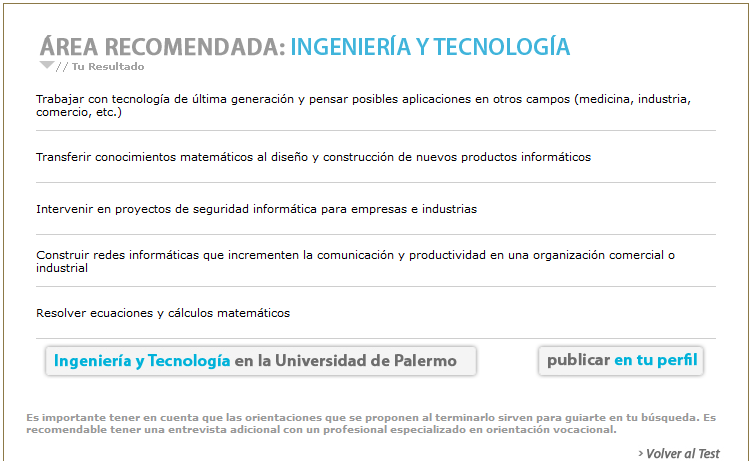 ÁREA RECOMENDADA: INGENIERÍA Y TECNOLOGÍA
// Tu Resultado
Trabajar con tecnología de última generación y pensar posibles aplicaciones en otros campos (medicina, industria,
comercio, etc.)
Transferir conocimientos matemáticos al diseño y construcción de nuevos productos informáticos
Intervenir en proyectos de seguridad informática para empresas e industrias
Construir redes informáticas que incrementen la comunicación y productividad en una organización comercial o
industrial
Resolver ecuaciones y cálculos matemáticos
Ingeniería y Tecnología en la Universidad de Palermo
publicar en tu perfil
Es importante tener en cuenta que las orientaciones que se proponen al terminarlo sirven para guiarte en tu búsqueda. Es
recomendable tener una entrevista adicional con un profesional especializado en orientación vocacional.
› Volver al Test